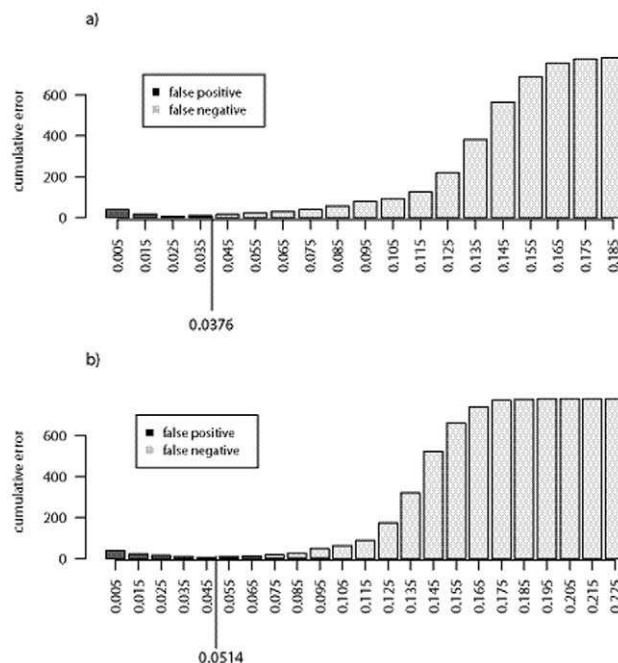 a)
cumulative error
600
400
200
0
false positive
false negative
0.005 0.015 0.025 0.035 0.045 0.055 0.065 0.075 0.085 0.095 0.105 0.115 0.125 0.135 0.145 0.155 0.165 0.175 0.185
0.0376
b)
cumulative error
600
400
200
0
false positive
false negative
0.005 0.015 0.025 0.035 0.045 0.055 0.065 0.075 0.085 0.095 0.105 0.115 0.125 0.135 0.145 0.155 0.165 0.175 0.185 0.195 0.205 0.215 0.225
0.0514